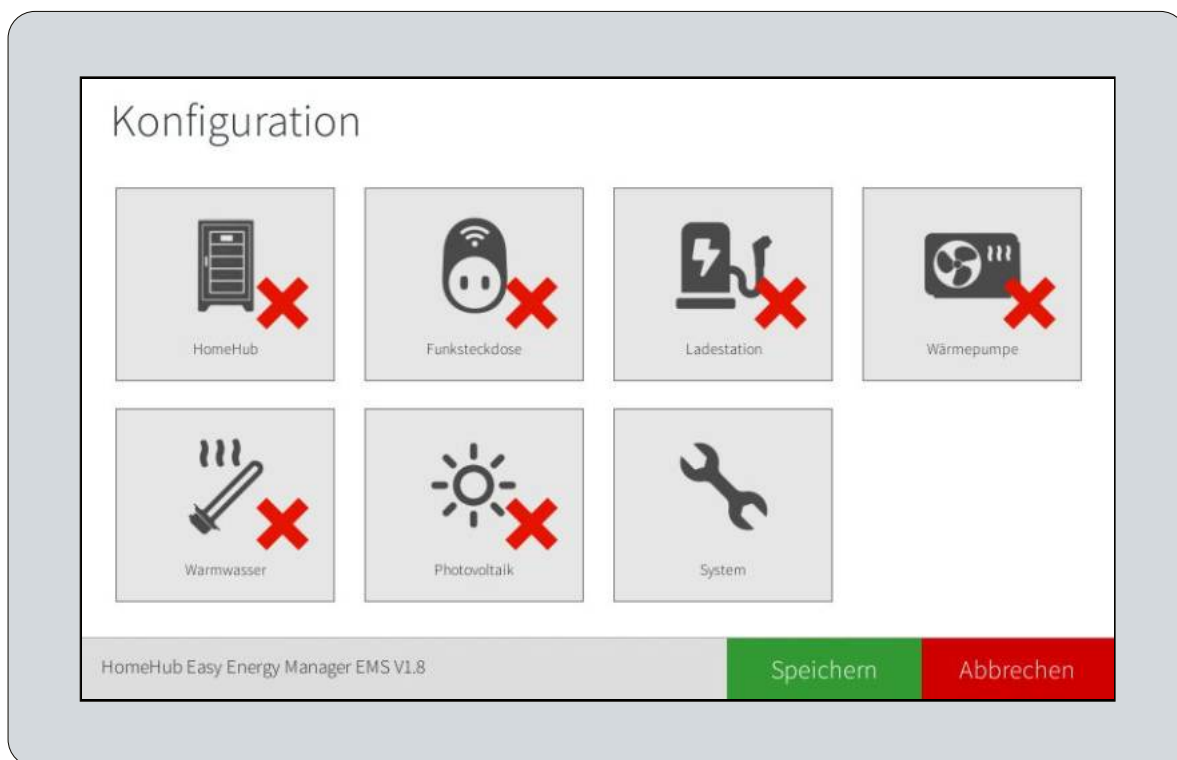 Konfiguration
HomeHub
Funksteckdose
Ladestation
Wärmepumpe
Warmwasser
Photovoltaik
System
HomeHub Easy Energy Manager EMS V1.8
Speichern
Abbrechen